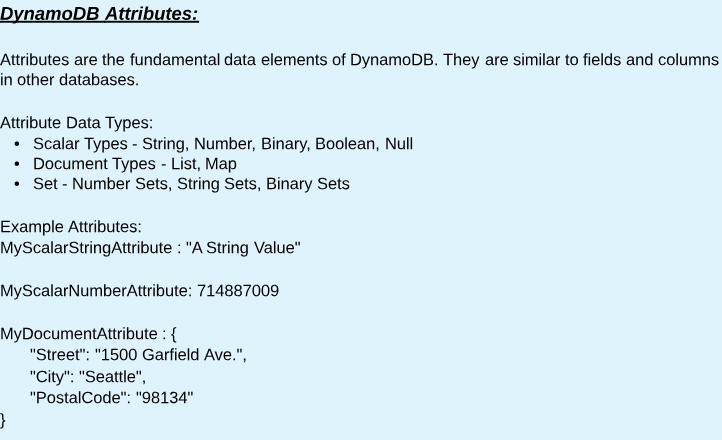 DynamoDB Attributes:
Attributes are the fundamental data elements of DynamoDB. They are similar to fields and columns
in other databases.
Attribute Data Types:
• Scalar Types - String, Number, Binary, Boolean, Null
• Document Types - List, Map
• Set - Number Sets, String Sets, Binary Sets
Example Attributes:
MyScalarStringAttribute : "A String Value"
MyScalarNumberAttribute: 714887009
MyDocumentAttribute : {
"Street": "1500 Garfield Ave.",
"City": "Seattle",
"PostalCode": "98134"
}